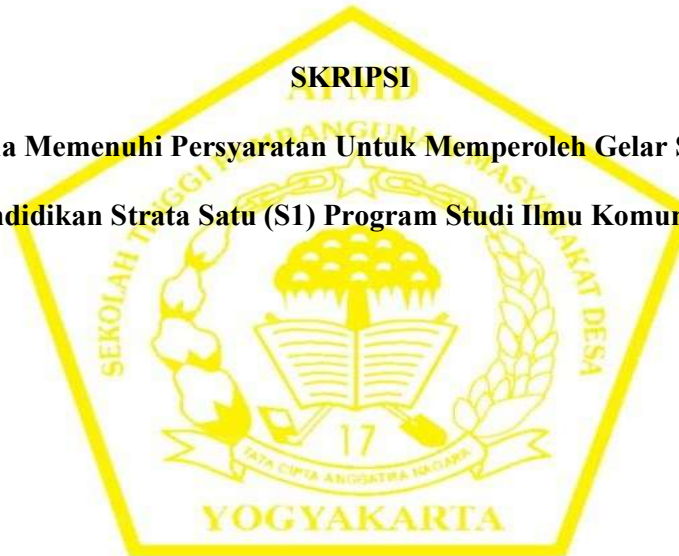 SKRIPSI
APMD
a Memenuhi Persyaratan Untuk Memperoleh Gelar S
SEKOLAH TINGGI PEMBANGUNAN MASYARAKAT DESA
ndidikan Strata Satu (S1) Program Studi Ilmu Komun
17
TATA CIPTA ANGGATIRA NAGARA
YOGYAKARTA